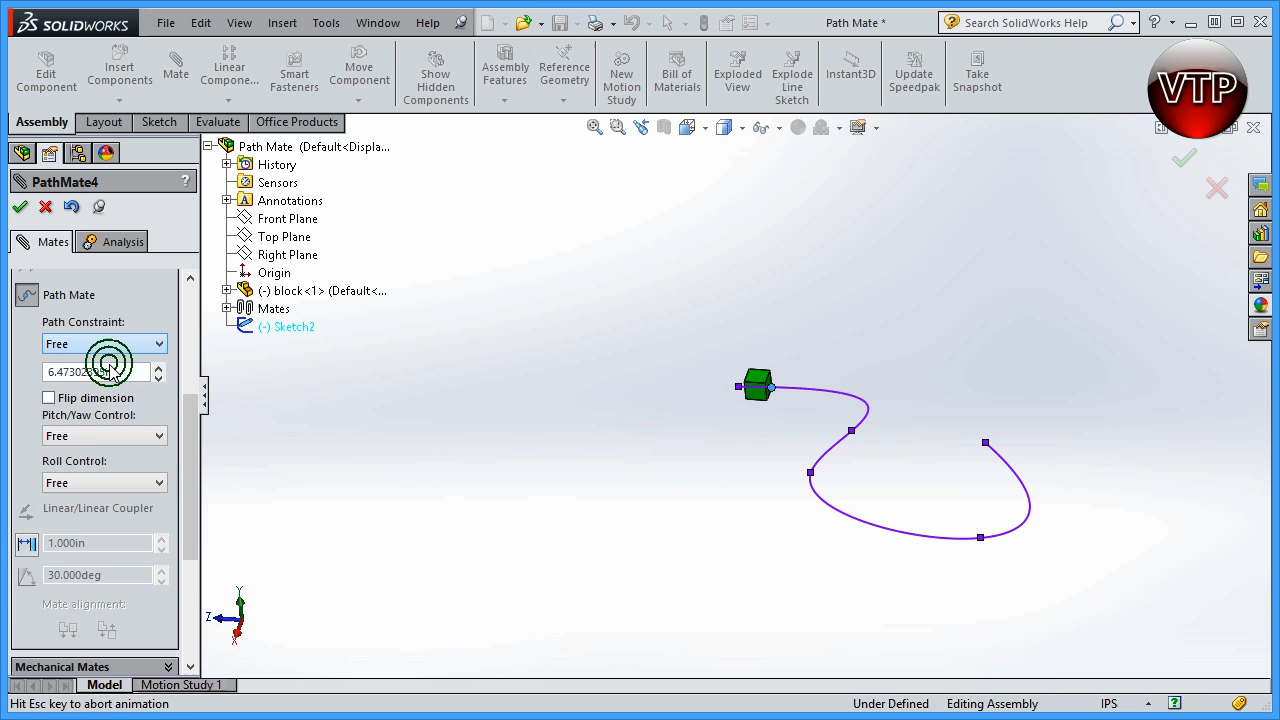 SOLIDWORKS
File Edit View Insert Tools Window Help
Path Mate *
Search SolidWorks Help
?
Edit Component
Insert Components
Mate
Linear Compone...
Smart Fasteners
Move Component
Show Hidden Components
Assembly Features
Reference Geometry
New Motion Study
Bill of Materials
Exploded View
Explode Line Sketch
Instant3D
Update Speedpak
Take Snapshot
VTP
Assembly Layout Sketch Evaluate Office Products
PathMate4 ?
Mates Analysis
Path Mate
Path Constraint:
Free
Flip dimension
Pitch/Yaw Control:
Free
Roll Control:
Free
Linear/Linear Coupler
1.000in
30.000deg
Mate alignment:
Mechanical Mates
Path Mate (Default<Displa...
History
Sensors
A Annotations
Front Plane
Top Plane
Right Plane
Origin
(-) block<1> (Default<...
Mates
(-) Sketch2
Y
Z
X
Model Motion Study 1
Hit Esc key to abort animation
Under Defined Editing Assembly IPS ?